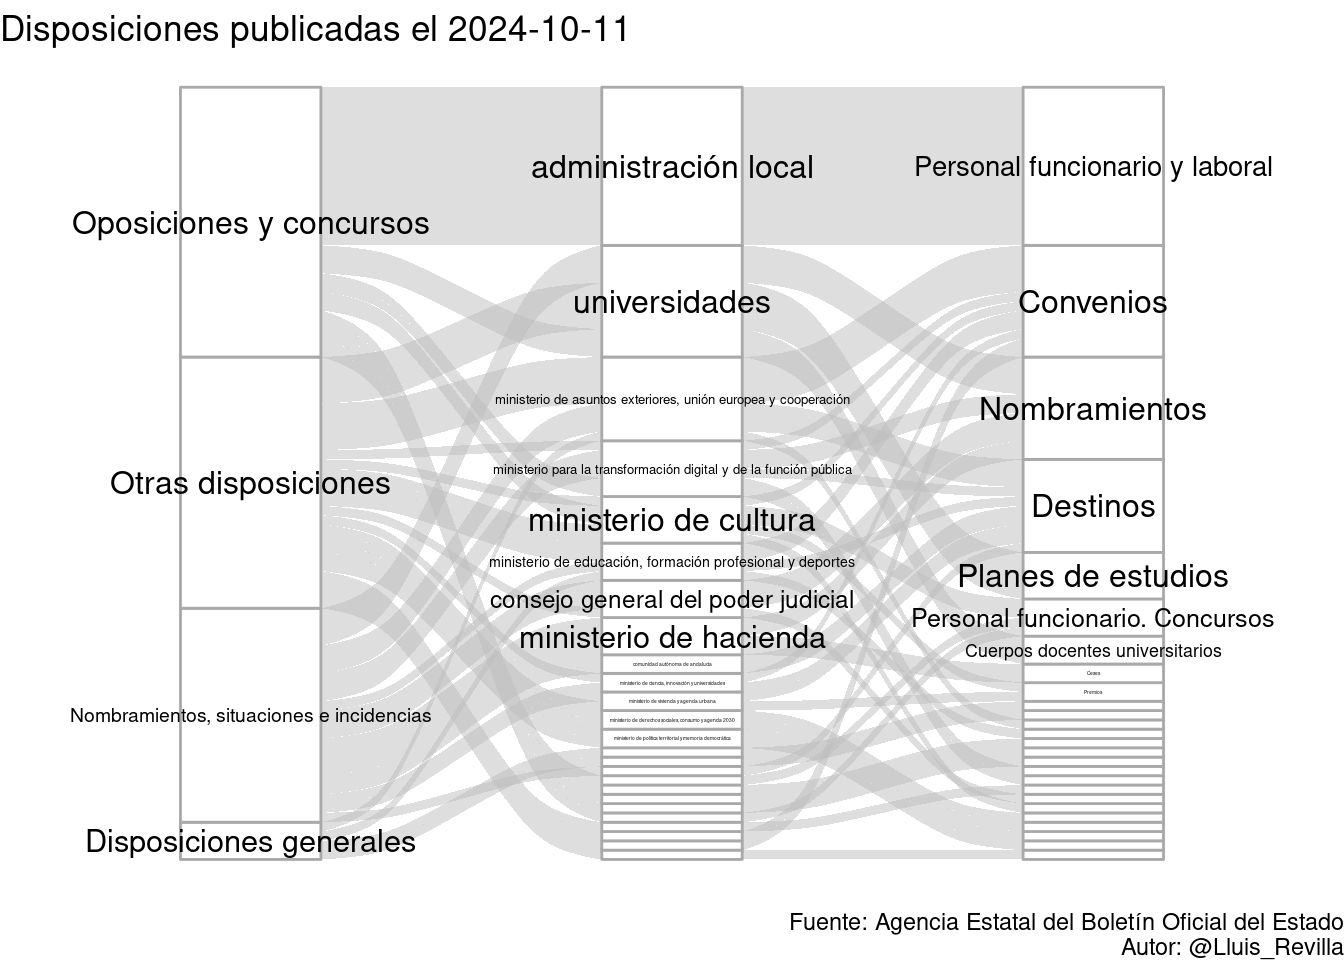 Disposiciones publicadas el 2024-10-11
Oposiciones y concursos
Otras disposiciones
Nombramientos, situaciones e incidencias
Disposiciones generales
administración local
universidades
ministerio de asuntos exteriores, unión europea y cooperación
ministerio para la transformación digital y de la función pública
ministerio de cultura
ministerio de educación, formación profesional y deportes
consejo general del poder judicial
ministerio de hacienda
comunidad autónoma de andalucía
ministerio de ciencia, innovación y universidades
ministerio de vivienda y agenda urbana
ministerio de derechos sociales, consumo y agenda 2030
ministerio de política territorial y memoria democrática
Personal funcionario y laboral
Convenios
Nombramientos
Destinos
Planes de estudios
Personal funcionario. Concursos
Cuerpos docentes universitarios
Ceses
Premios
Fuente: Agencia Estatal del Boletín Oficial del Estado
Autor: @Lluis_Revilla